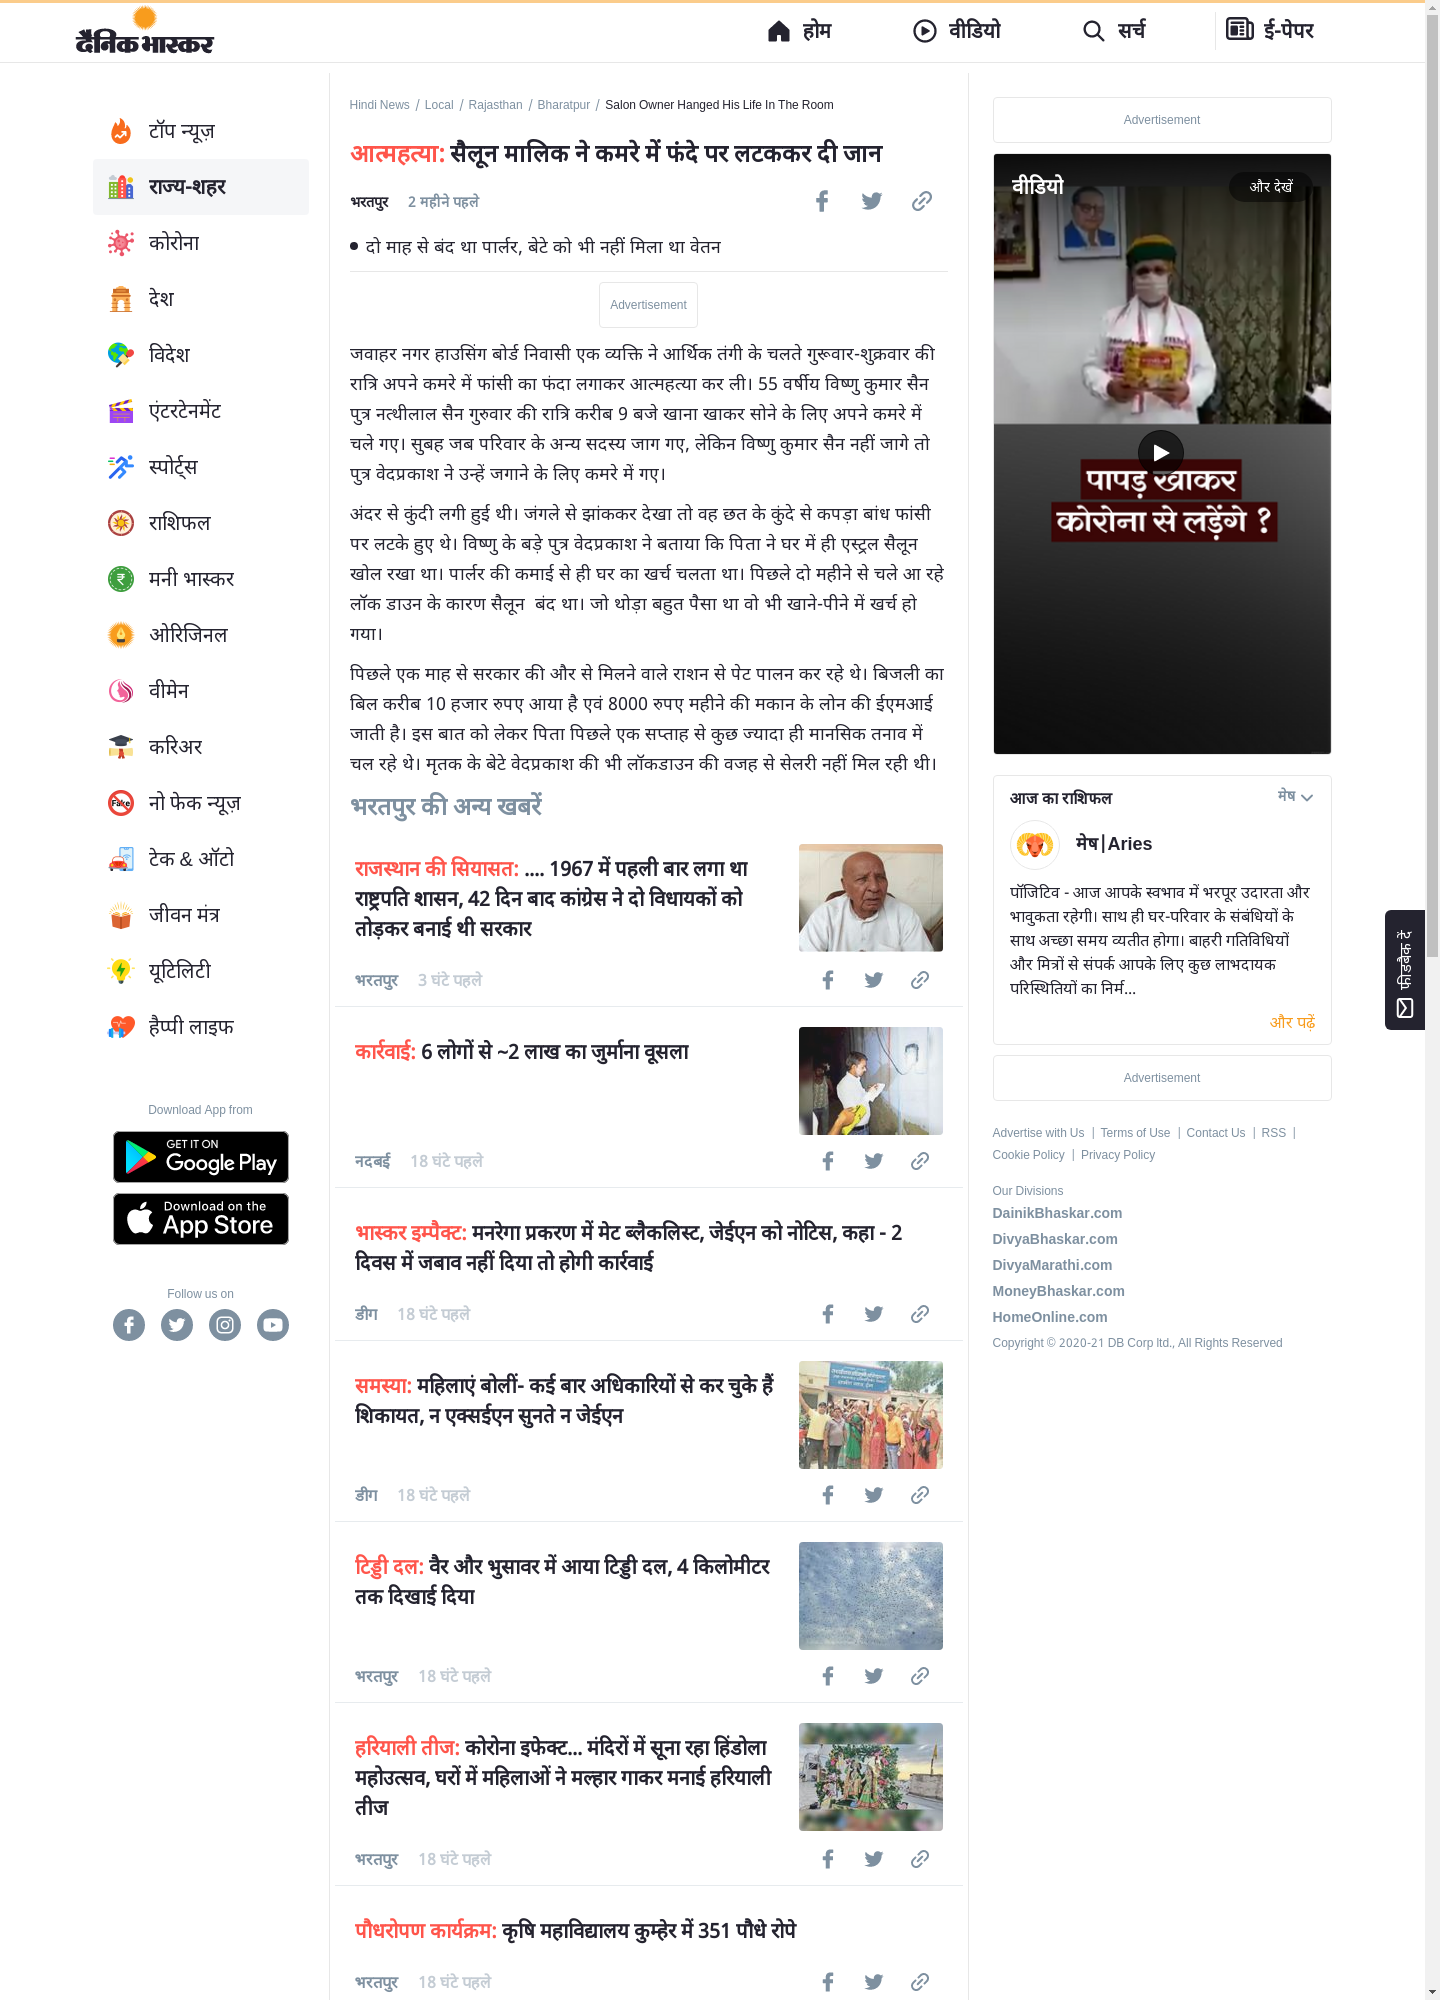 दैनिक भास्कर
होम
वीडियो
सर्च
ई-पेपर
टॉप न्यूज़
राज्य-शहर
कोरोना
देश
विदेश
एंटरटेनमेंट
स्पोर्ट्स
राशिफल
मनी भास्कर
ओरिजिनल
वीमेन
करिअर
नो फेक न्यूज़
टेक & ऑटो
जीवन मंत्र
यूटिलिटी
हैप्पी लाइफ
Download App from
GET IT ON
Google Play
Download on the
App Store
Follow us on
Hindi News / Local / Rajasthan / Bharatpur / Salon Owner Hanged His Life In The Room
आत्महत्या: सैलून मालिक ने कमरे में फंदे पर लटककर दी जान
भरतपुर 2 महीने पहले
दो माह से बंद था पार्लर, बेटे को भी नहीं मिला था वेतन
Advertisement
जवाहर नगर हाउसिंग बोर्ड निवासी एक व्यक्ति ने आर्थिक तंगी के चलते गुरूवार-शुक्रवार की
रात्रि अपने कमरे में फांसी का फंदा लगाकर आत्महत्या कर ली। 55 वर्षीय विष्णु कुमार सैन
पुत्र नत्थीलाल सैन गुरुवार की रात्रि करीब 9 बजे खाना खाकर सोने के लिए अपने कमरे में
चले गए। सुबह जब परिवार के अन्य सदस्य जाग गए, लेकिन विष्णु कुमार सैन नहीं जागे तो
पुत्र वेदप्रकाश ने उन्हें जगाने के लिए कमरे में गए।
अंदर से कुंदी लगी हुई थी। जंगले से झांककर देखा तो वह छत के कुंदे से कपड़ा बांध फांसी
पर लटके हुए थे। विष्णु के बड़े पुत्र वेदप्रकाश ने बताया कि पिता ने घर में ही एस्ट्रल सैलून
खोल रखा था। पार्लर की कमाई से ही घर का खर्च चलता था। पिछले दो महीने से चले आ रहे
लॉक डाउन के कारण सैलून बंद था। जो थोड़ा बहुत पैसा था वो भी खाने-पीने में खर्च हो
गया।
पिछले एक माह से सरकार की और से मिलने वाले राशन से पेट पालन कर रहे थे। बिजली का
बिल करीब 10 हजार रुपए आया है एवं 8000 रुपए महीने की मकान के लोन की ईएमआई
जाती है। इस बात को लेकर पिता पिछले एक सप्ताह से कुछ ज्यादा ही मानसिक तनाव में
चल रहे थे। मृतक के बेटे वेदप्रकाश की भी लॉकडाउन की वजह से सेलरी नहीं मिल रही थी।
भरतपुर की अन्य खबरें
राजस्थान की सियासत: .... 1967 में पहली बार लगा था
राष्ट्रपति शासन, 42 दिन बाद कांग्रेस ने दो विधायकों को
तोड़कर बनाई थी सरकार
भरतपुर 3 घंटे पहले
कार्रवाई: 6 लोगों से ~2 लाख का जुर्माना वूसला
नदबई 18 घंटे पहले
भास्कर इम्पैक्ट: मनरेगा प्रकरण में मेट ब्लैकलिस्ट, जेईएन को नोटिस, कहा - 2
दिवस में जबाव नहीं दिया तो होगी कार्रवाई
डीग 18 घंटे पहले
समस्या: महिलाएं बोलीं- कई बार अधिकारियों से कर चुके हैं
शिकायत, न एक्सईएन सुनते न जेईएन
डीग 18 घंटे पहले
टिड्डी दल: वैर और भुसावर में आया टिड्डी दल, 4 किलोमीटर
तक दिखाई दिया
भरतपुर 18 घंटे पहले
हरियाली तीज: कोरोना इफेक्ट... मंदिरों में सूना रहा हिंडोला
महोउत्सव, घरों में महिलाओं ने मल्हार गाकर मनाई हरियाली
तीज
भरतपुर 18 घंटे पहले
पौधरोपण कार्यक्रम: कृषि महाविद्यालय कुम्हेर में 351 पौधे रोपे
भरतपुर 18 घंटे पहले
Advertisement
वीडियो
और देखें
पापड़ खाकर
कोरोना से लड़ेंगे ?
आज का राशिफल
मेष
मेष|Aries
पॉजिटिव - आज आपके स्वभाव में भरपूर उदारता और
भावुकता रहेगी। साथ ही घर-परिवार के संबंधियों के
साथ अच्छा समय व्यतीत होगा। बाहरी गतिविधियों
और मित्रों से संपर्क आपके लिए कुछ लाभदायक
परिस्थितियों का निर्म...
और पढ़ें
Advertisement
Advertise with Us | Terms of Use | Contact Us | RSS |
Cookie Policy | Privacy Policy
Our Divisions
DainikBhaskar.com
DivyaBhaskar.com
DivyaMarathi.com
MoneyBhaskar.com
HomeOnline.com
Copyright © 2020-21 DB Corp ltd., All Rights Reserved
फीडबैक दें